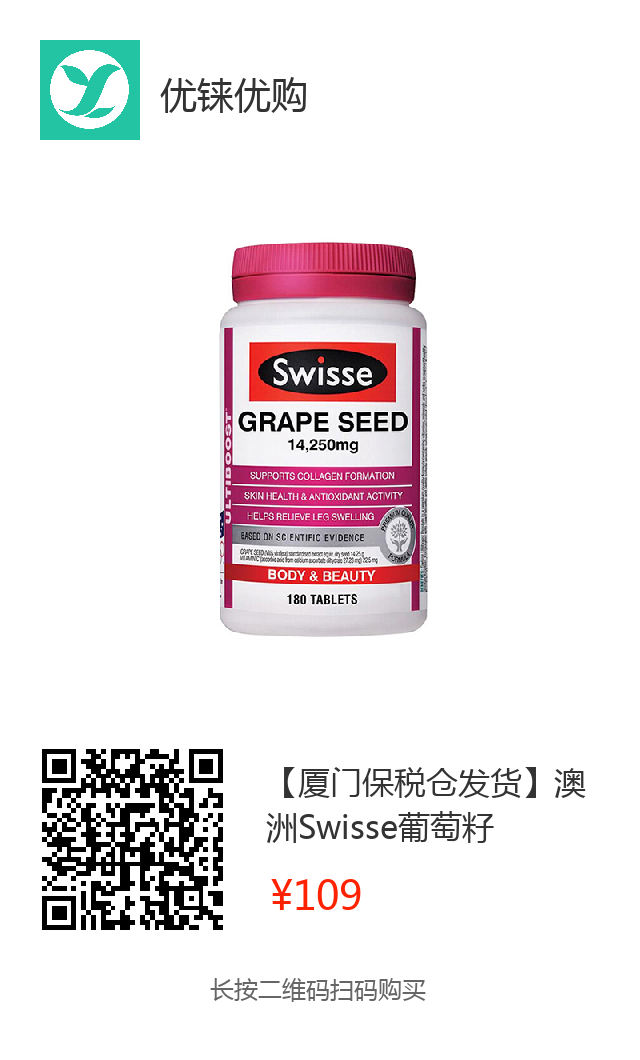 优铼优购
Swisse
GRAPE SEED
14,250mg
ULTIBOOST
SUPPORTS COLLAGEN FORMATION
SKIN HEALTH & ANTIOXIDANT ACTIVITY
HELPS RELIEVE LEG SWELLING
BASED ON SCIENTIFIC EVIDENCE
PREMIUM QUALITY
FORMULA
BODY & BEAUTY
180 TABLETS
【厦门保税仓发货】澳
洲Swisse葡萄籽
¥109
长按二维码扫码购买